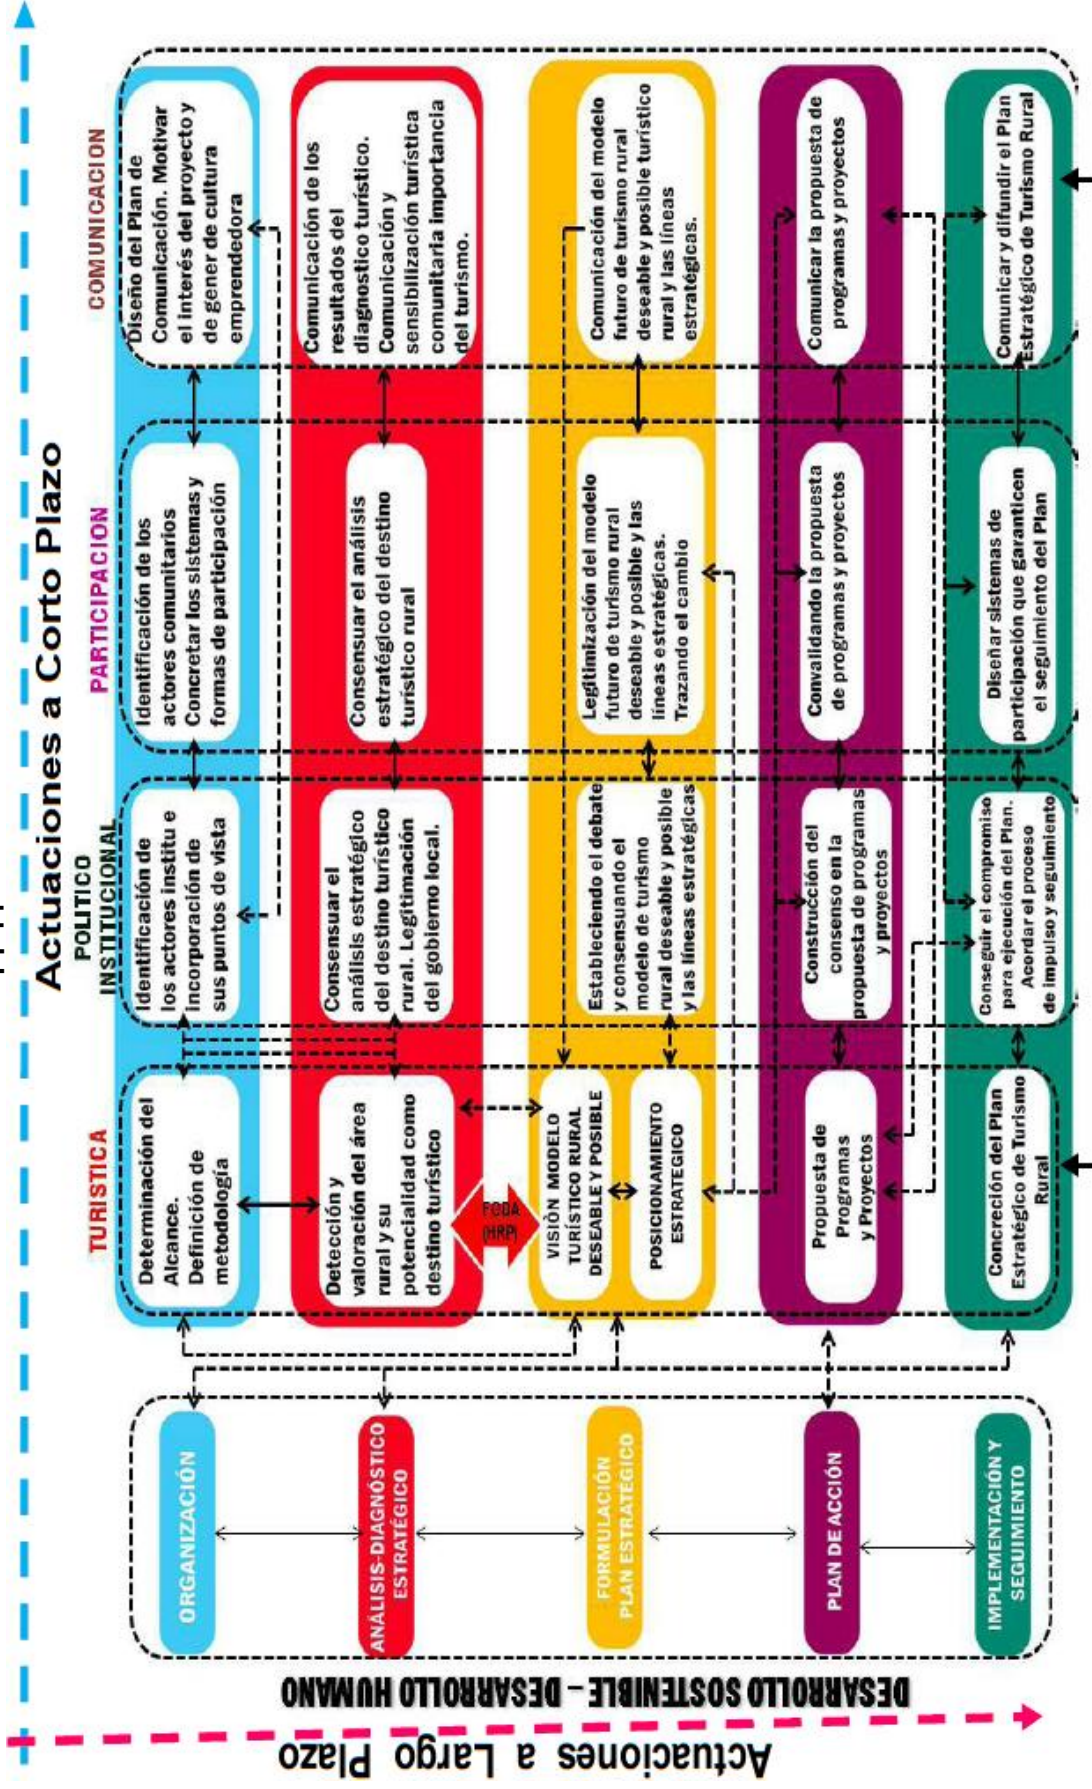 Actuaciones a Corto Plazo
TURISTICA
POLITICO
INSTITUCIONAL
PARTICIPACION
COMUNICACION
Actuaciones a Largo Plazo
DESARROLLO SOSTENIBLE – DESARROLLO HUMANO
ORGANIZACIÓN
Determinación del
Alcance.
Definición de
metodología
Identificación de
los actores institu e
incorporación de
sus puntos de vista
Identificación de los
actores comunitarios
Concretar los sistemas y
formas de participación
Diseño del Plan de
Comunicación. Motivar
el interés del proyecto y
de gener de cultura
emprendedora
ANÁLISIS-DIAGNÓSTICO
ESTRATÉGICO
Detección y
valoración del área
rural y su
potencialidad como
destino turístico
Consensuar el
análisis estratégico
del destino turístico
rural. Legitimación
del gobierno local.
Consensuar el análisis
estratégico del destino
turístico rural
Comunicación de los
resultados del
diagnostico turístico.
Comunicación y
sensibilización turística
comunitaria importancia
del turismo.
FODA
(HRP)
FORMULACIÓN
PLAN ESTRATÉGICO
VISIÓN MODELO
TURÍSTICO RURAL
DESEABLE Y POSIBLE
POSICIONAMIENTO
ESTRATEGICO
Estableciendo el debate
y consensuando el
modelo de turismo
rural deseable y posible
y las líneas estratégicas
Legitimización del modelo
futuro de turismo rural
deseable y posible y las
líneas estratégicas.
Trazando el cambio
Comunicación del modelo
futuro de turismo rural
deseable y posible turístico
rural y las líneas
estratégicas.
PLAN DE ACCIÓN
Propuesta de
Programas
y Proyectos
Construcción del
consenso en la
propuesta de programas
y proyectos
Convalidando la propuesta
de programas y proyectos
Comunicar la propuesta de
programas y proyectos
IMPLEMENTACIÓN Y
SEGUIMIENTO
Concreción del Plan
Estratégico de Turismo
Rural
Conseguir el compromiso
para ejecución del Plan.
Acordar el proceso
de impulso y seguimiento
Diseñar sistemas de
participación que garanticen
el seguimiento del Plan
Comunicar y difundir el Plan
Estratégico de Turismo Rural